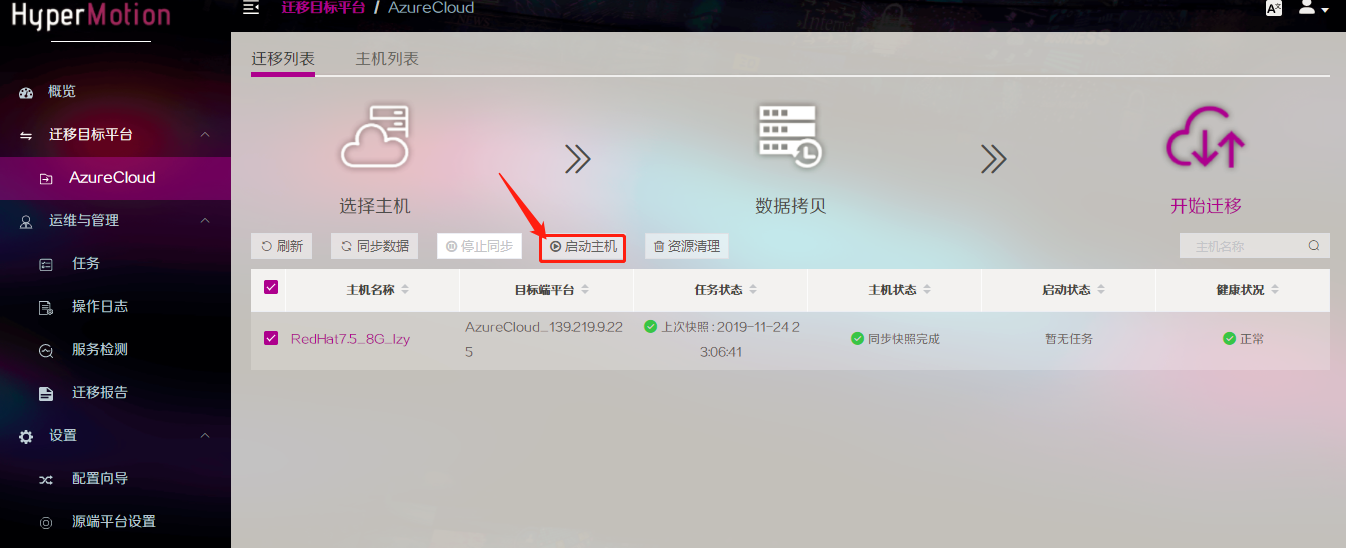 HyperMotion
迁移目标平台 / AzureCloud
概览
迁移目标平台
AzureCloud
运维与管理
任务
操作日志
服务检测
迁移报告
设置
配置向导
源端平台设置
迁移列表 主机列表
选择主机 数据拷贝 开始迁移
刷新 同步数据 停止同步 启动主机 资源清理 主机名称
主机名称 目标端平台 任务状态 主机状态 启动状态 健康状况
RedHat7.5_8G_lzy AzureCloud_139.219.9.22 上次快照 : 2019-11-24 2 同步快照完成 暂无任务 正常
5 3:06:41